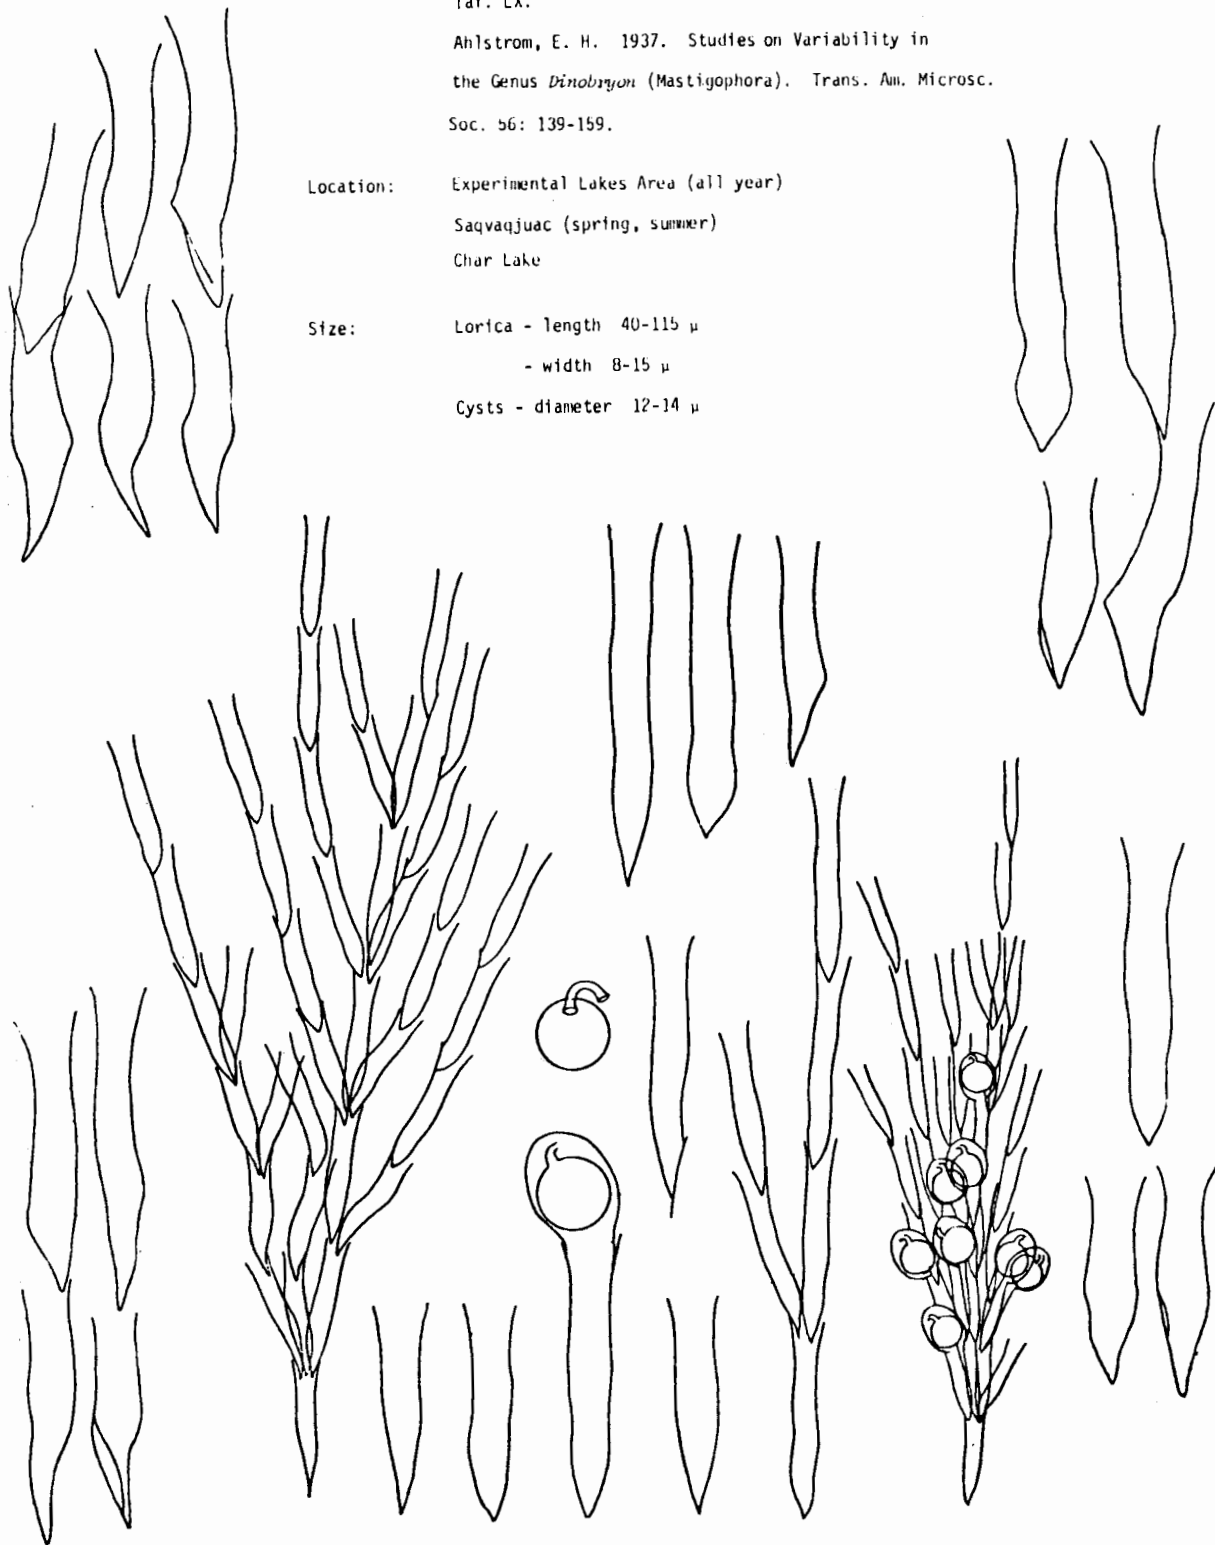 Ahlstrom, E. H. 1937. Studies on Variability in
the Genus Dinobryon (Mastigophora). Trans. Am. Microsc.
Soc. 56: 139-159.
Location: Experimental Lakes Area (all year)
Saqvaqjuac (spring, summer)
Char Lake
Size: Lorica - length 40-115 μ
- width 8-15 μ
Cysts - diameter 12-14 μ